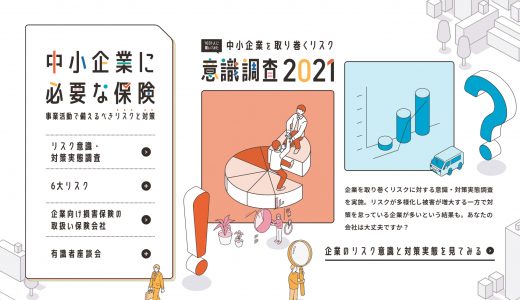 中小企業に
必要な保険
事業活動で備えるべきリスクと対策
リスク意識・
対策実態調査
6大リスク
企業向け損害保険の
取扱い保険会社
有識者座談会
中小企業を取り巻くリスク
意識調査2021
企業を取り巻くリスクに対する意識・対策実態調査
を実施。リスクが多様化し被害が増大する一方で対
策を怠っている企業が多いという結果も。あなたの
会社は大丈夫ですか？
企業のリスク意識と対策実態を見てみる